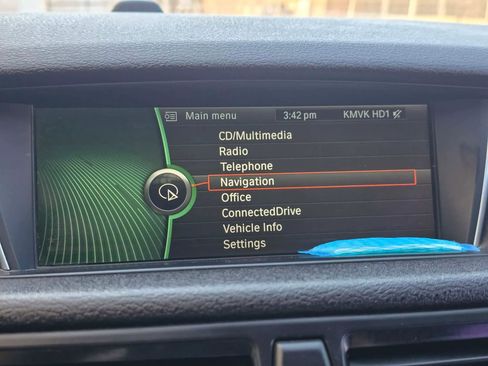 Main menu 3:42 pm KMVK HD1
CD/Multimedia
Radio
Telephone
Navigation
Office
ConnectedDrive
Vehicle Info
Settings